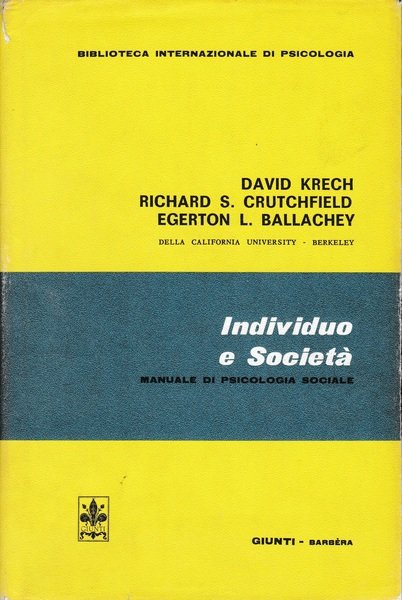 BIBLIOTECA INTERNAZIONALE DI PSICOLOGIA
DAVID KRECH
RICHARD S. CRUTCHFIELD
EGERTON L. BALLACHEY
DELLA CALIFORNIA UNIVERSITY - BERKELEY
Individuo
e Società
MANUALE DI PSICOLOGIA SOCIALE
GIUNTI
GIUNTI - BARBÈRA